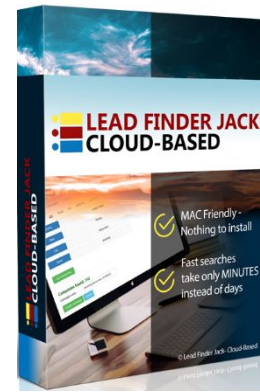 LEAD FINDER JACK
CLOUD-BASED
MAC Friendly -
Nothing to install
Fast searches
take only MINUTES
instead of days
© Lead Finder Jack- Cloud-Based
LEAD FINDER JACK
CLOUD-BASED